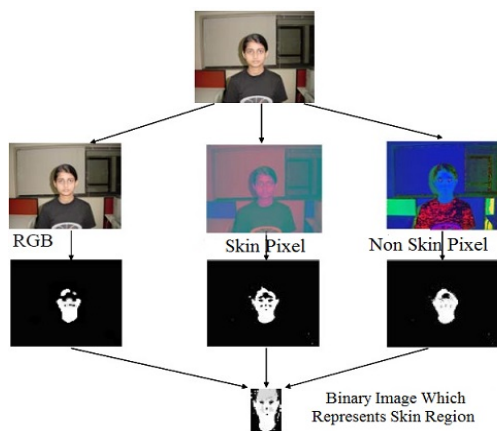 RGB
Skin Pixel
Non Skin Pixel
Binary Image Which
Represents Skin Region